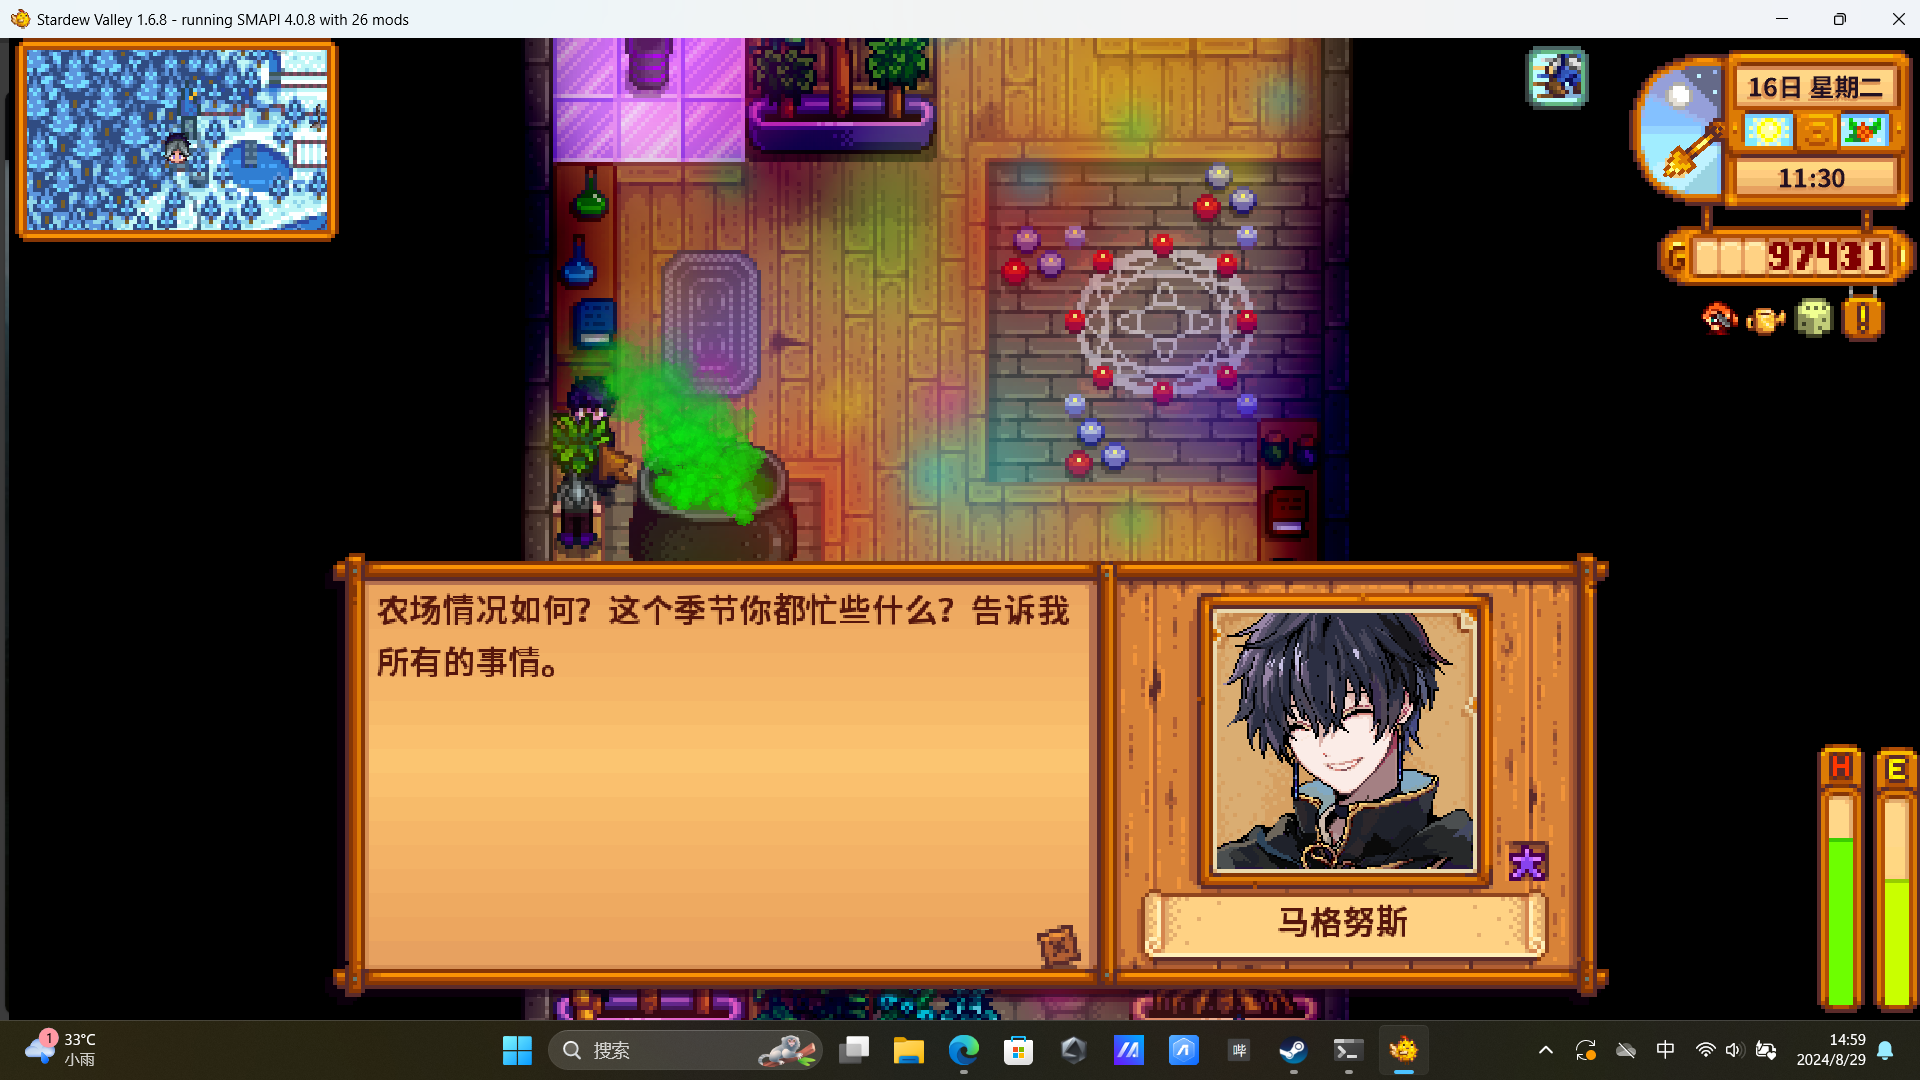 Stardew Valley 1.6.8 - running SMAPI 4.0.8 with 26 mods
16日 星期二
11:30
G 97431
农场情况如何？这个季节你都忙些什么？告诉我
所有的事情。
马格努斯
H
E
1
33°C
小雨
搜索
哔
中
14:59
2024/8/29